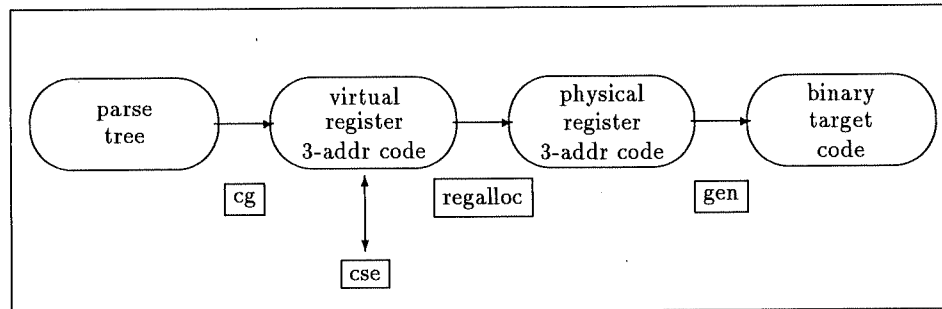 parse
tree
virtual
register
3-addr code
physical
register
3-addr code
binary
target
code
cg
regalloc
gen
cse